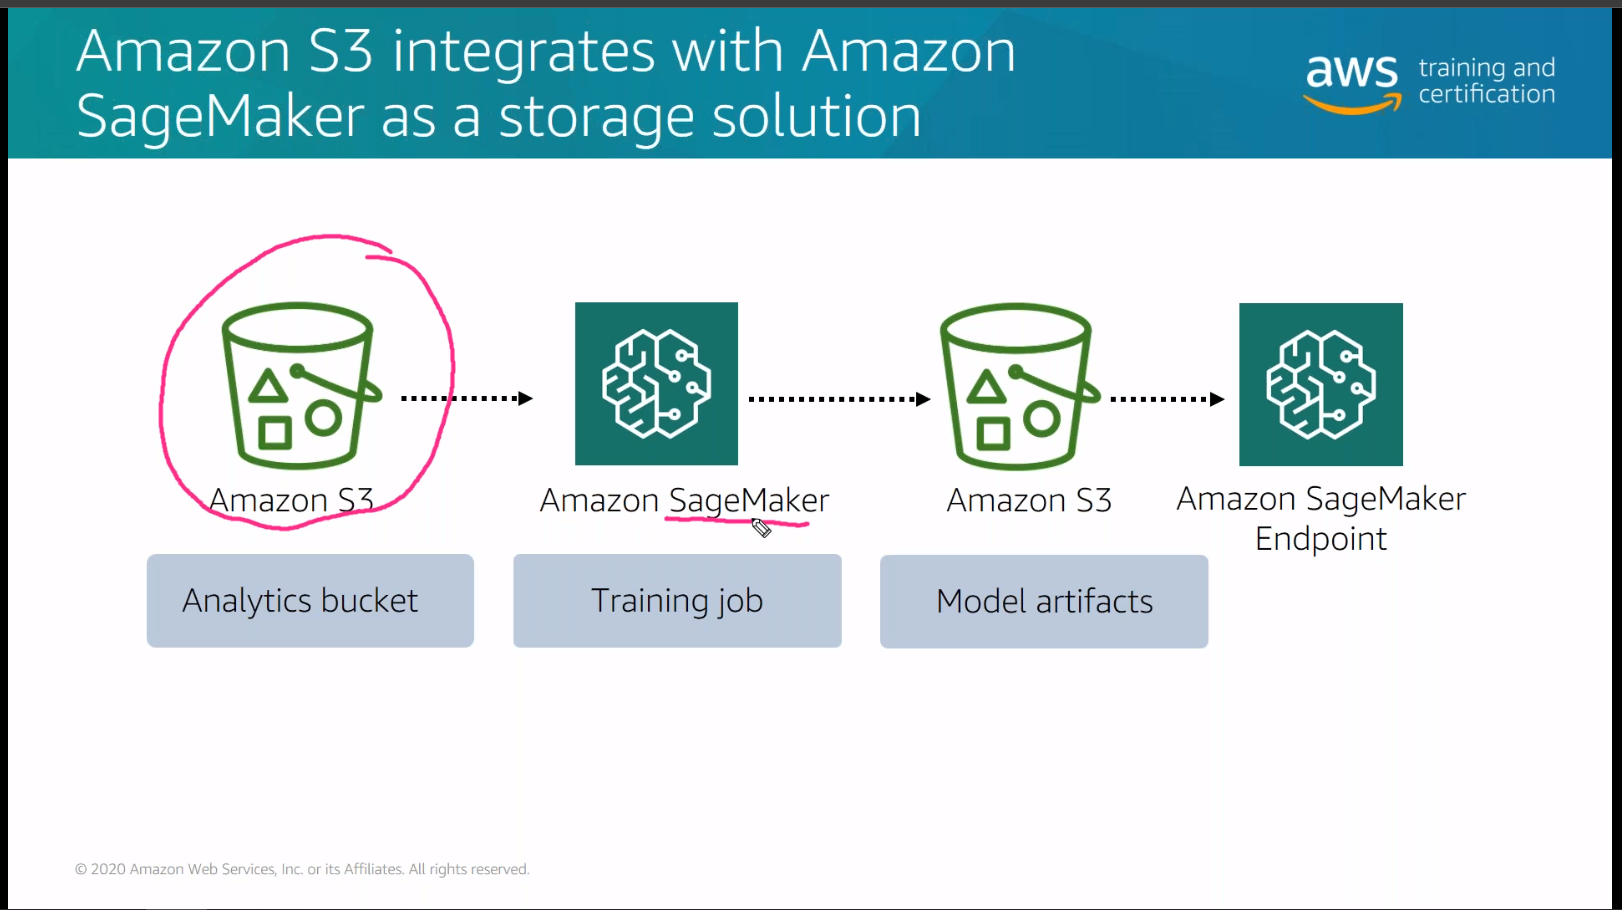 Amazon S3 integrates with Amazon
SageMaker as a storage solution
aws training and
certification
Amazon S3
Amazon SageMaker
Amazon S3
Amazon SageMaker
Endpoint
Analytics bucket
Training job
Model artifacts
© 2020 Amazon Web Services, Inc. or its Affiliates. All rights reserved.